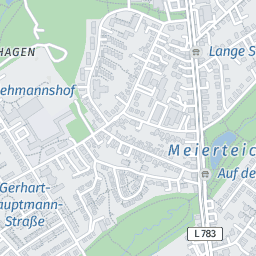 HAGEN
ehmannshof
Lange S
Meierteic
Auf de
Gerhart-
auptmann-
Straße
L 783